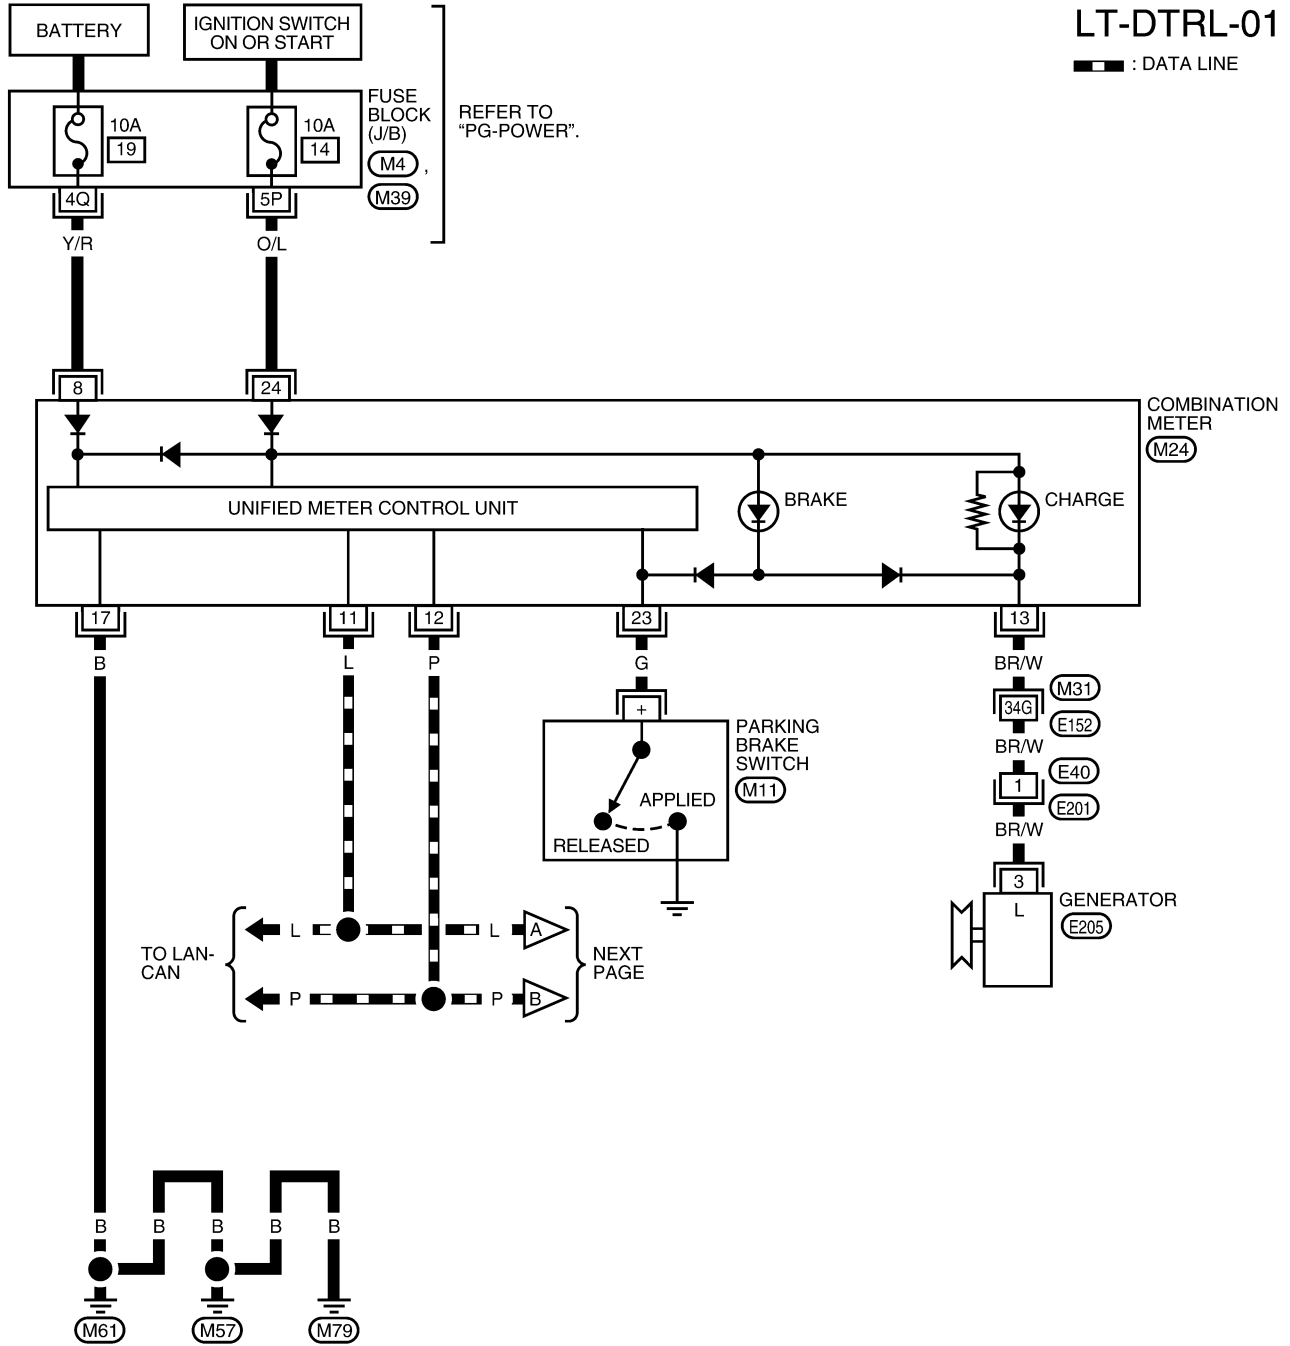 LT-DTRL-01
: DATA LINE
BATTERY
IGNITION SWITCH
ON OR START
FUSE
BLOCK
(J/B)
M4 ,
M39
REFER TO
“PG-POWER”.
10A
19
10A
14
4Q
5P
Y/R
O/L
8
24
COMBINATION
METER
M24
UNIFIED METER CONTROL UNIT
BRAKE
CHARGE
17
11
12
23
13
B
L
P
G
BR/W
M31
34G
E152
BR/W
E40
1
E201
BR/W
3
L
GENERATOR
E205
+
PARKING
BRAKE
SWITCH
M11
APPLIED
RELEASED
TO LAN-
CAN
L
L
A
P
P
B
NEXT
PAGE
B
B
B
B
B
M61
M57
M79